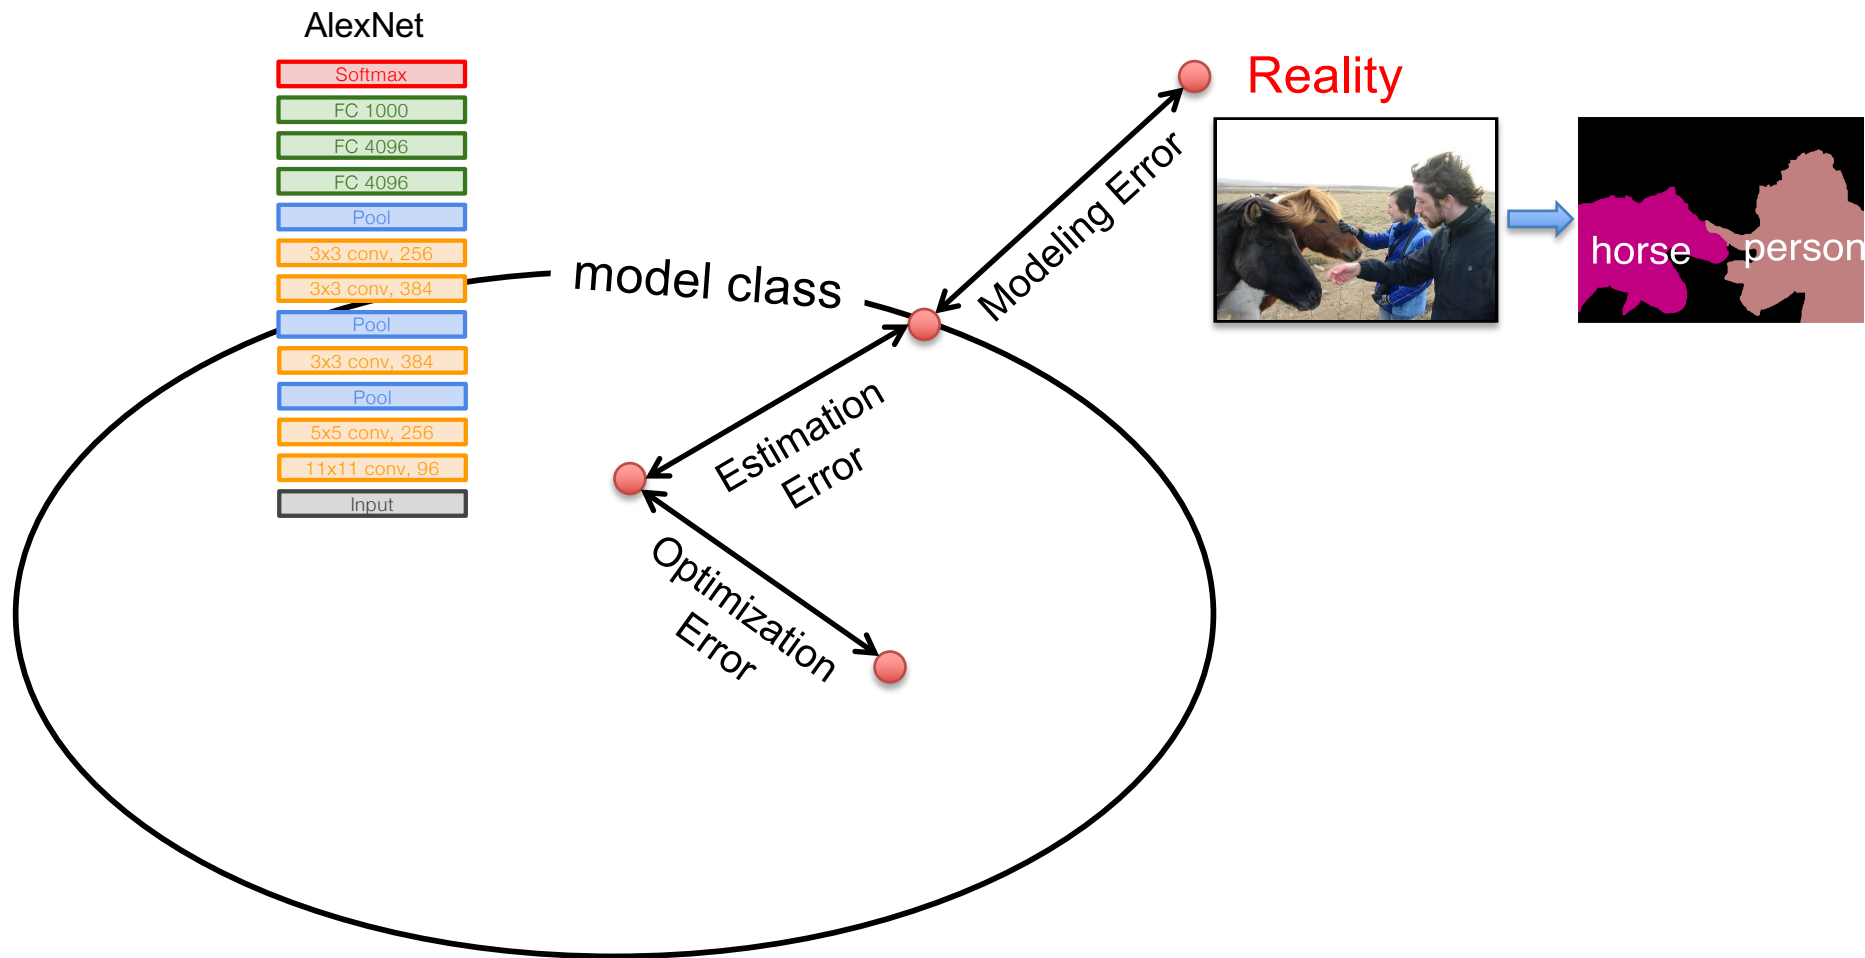 AlexNet
Softmax
FC 1000
FC 4096
FC 4096
Pool
3x3 conv, 256
3x3 conv, 384
Pool
3x3 conv, 384
Pool
5x5 conv, 256
11x11 conv, 96
Input
model class
Reality
Modeling Error
horse
person
Estimation
Error
Optimization
Error